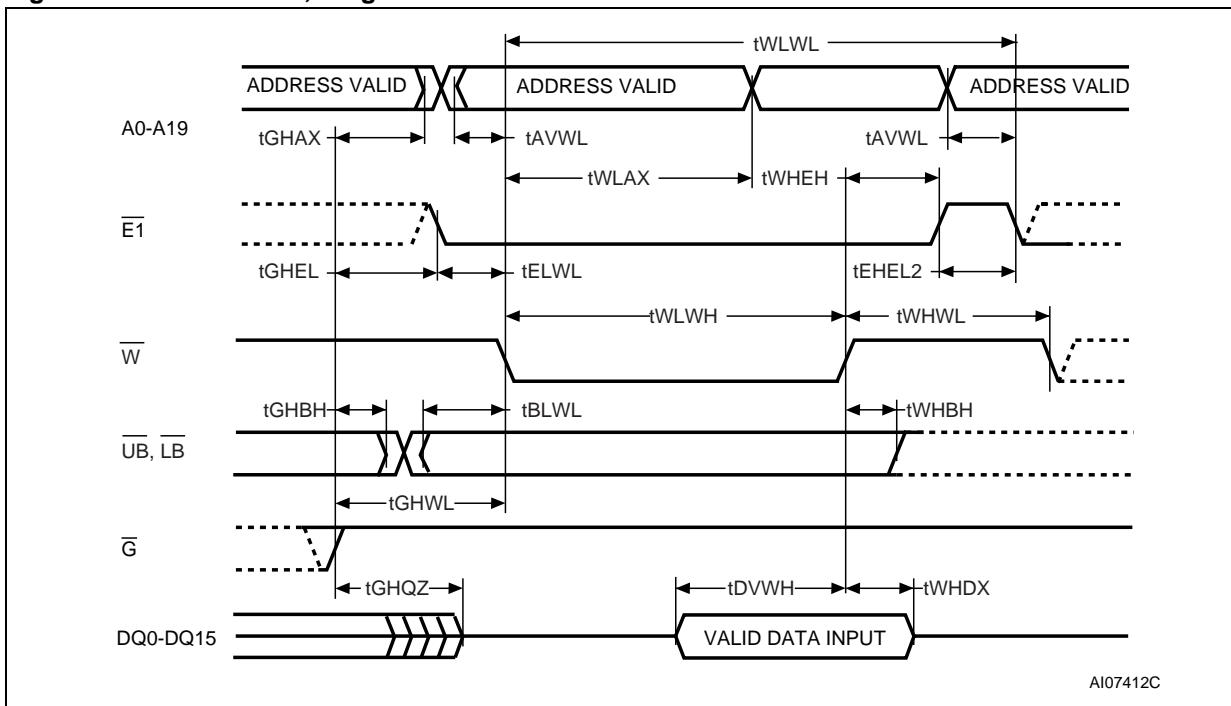 tWLWL
ADDRESS VALID ADDRESS VALID ADDRESS VALID
A0-A19
tGHAX tAVWL tAVWL
tWLAX tWHEH
E1
tGHEL tELWL tEHEL2
tWLWH tWHWL
W
tGHBH tBLWL tWHBH
UB, LB
tGHWL
G
tGHQZ tDVWH tWHDX
DQ0-DQ15 VALID DATA INPUT
AI07412C